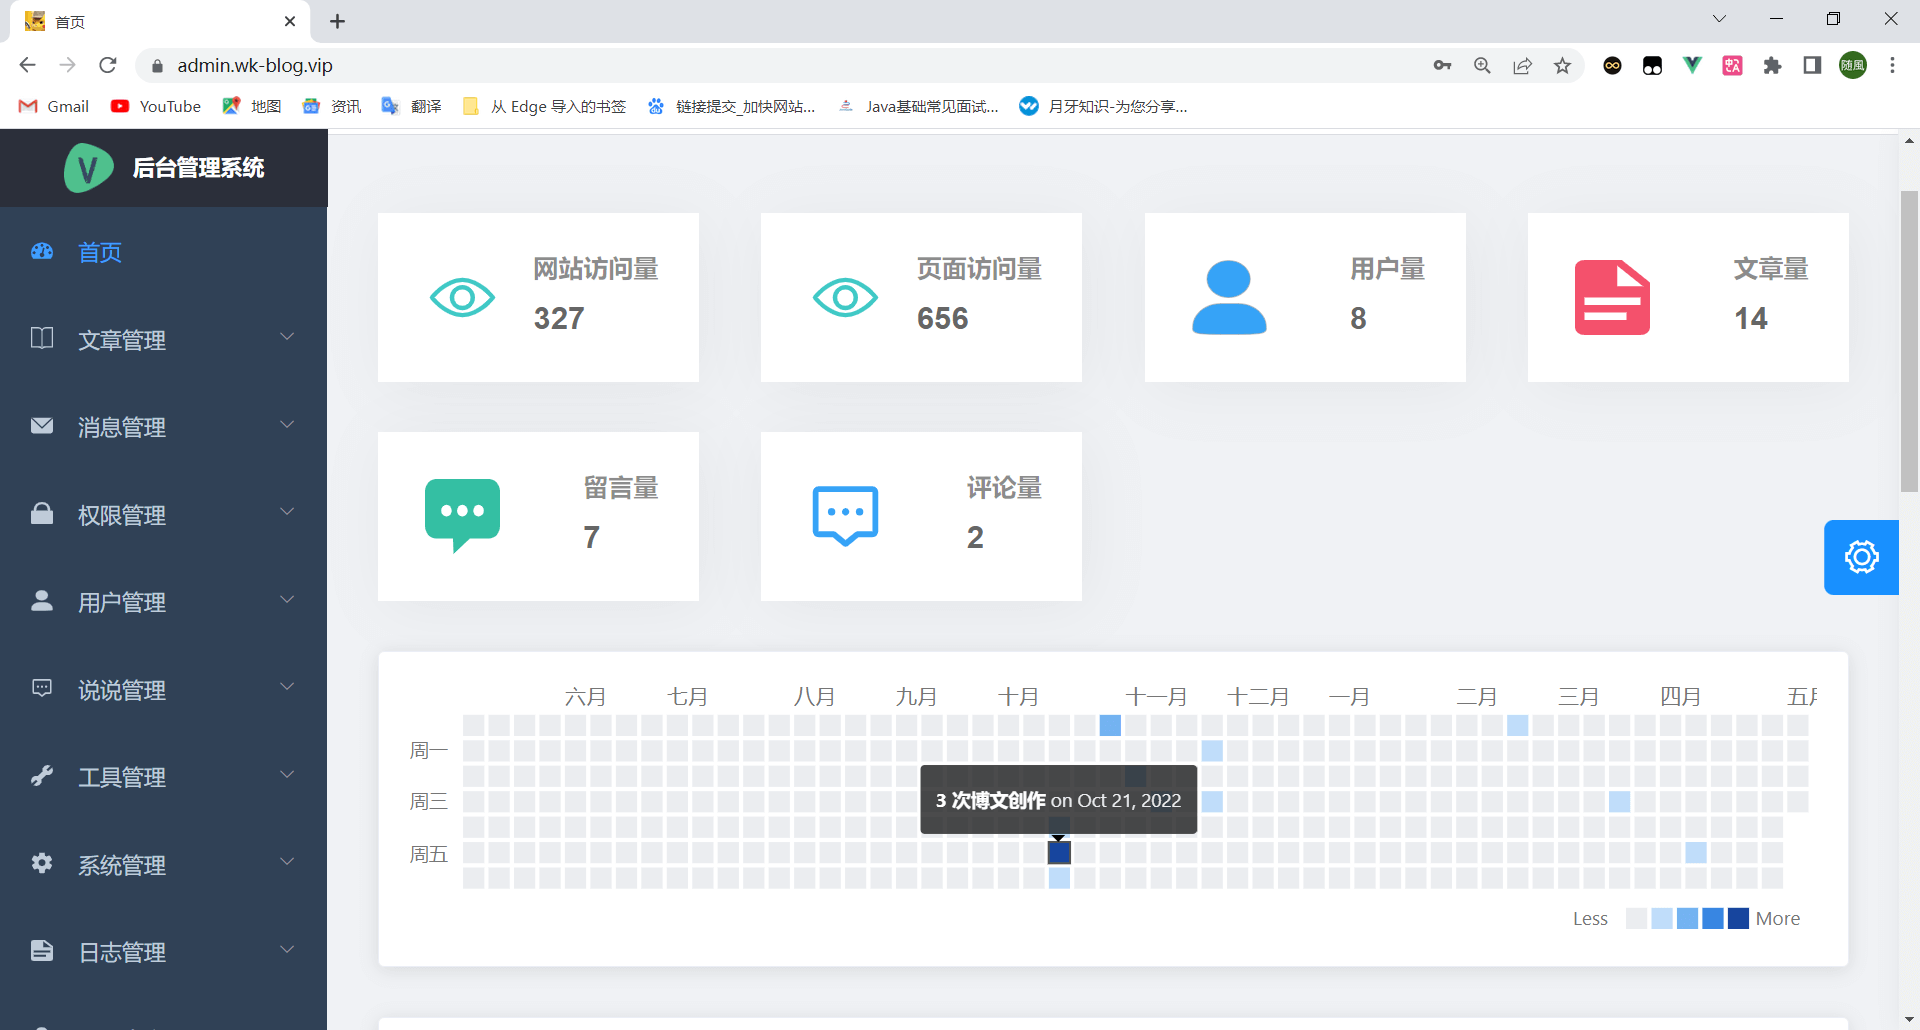 首页
admin.wk-blog.vip
随風
Gmail
YouTube
地图
资讯
翻译
从 Edge 导入的书签
链接提交_加快网站...
Java基础常见面试...
月牙知识-为您分享...
V
后台管理系统
首页
文章管理
消息管理
权限管理
用户管理
说说管理
工具管理
系统管理
日志管理
网站访问量
327
页面访问量
656
用户量
8
文章量
14
留言量
7
评论量
2
六月 七月 八月 九月 十月 十一月 十二月 一月 二月 三月 四月 五月
周一
周三
周五
3 次博文创作 on Oct 21, 2022
Less
More